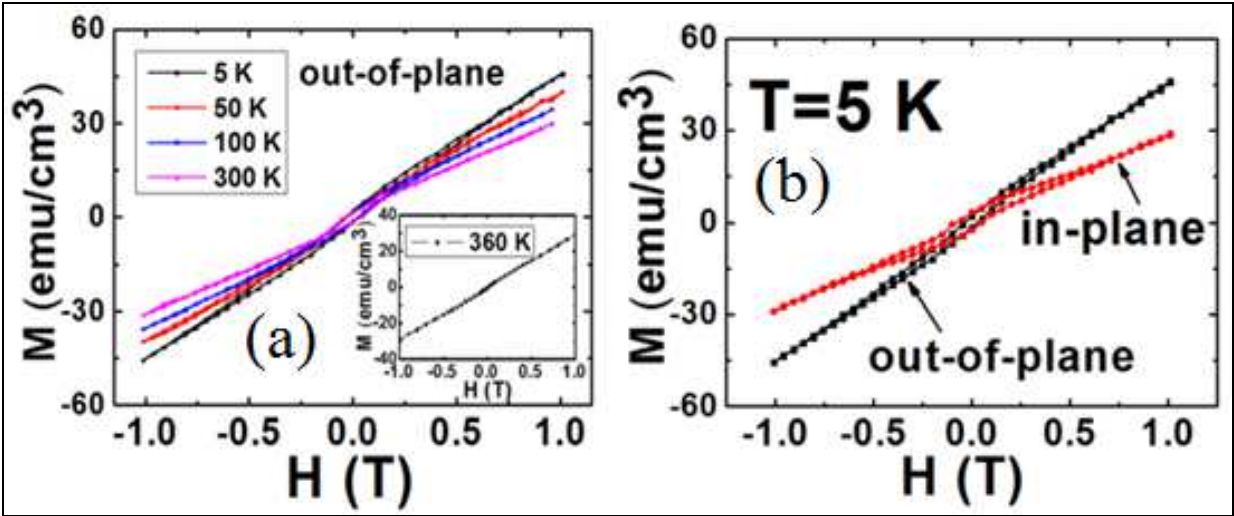 60
30
0
-30
-60
M (emu/cm3)
5 K
50 K
100 K
300 K
out-of-plane
(a)
40
20
0
-20
-40
M (emu/cm3)
360 K
-1.0 -0.5 0.0 0.5 1.0
H (T)
-1.0 -0.5 0.0 0.5 1.0
H (T)
60
30
0
-30
-60
M (emu/cm3)
T=5 K
(b)
in-plane
out-of-plane
-1.0 -0.5 0.0 0.5 1.0
H (T)